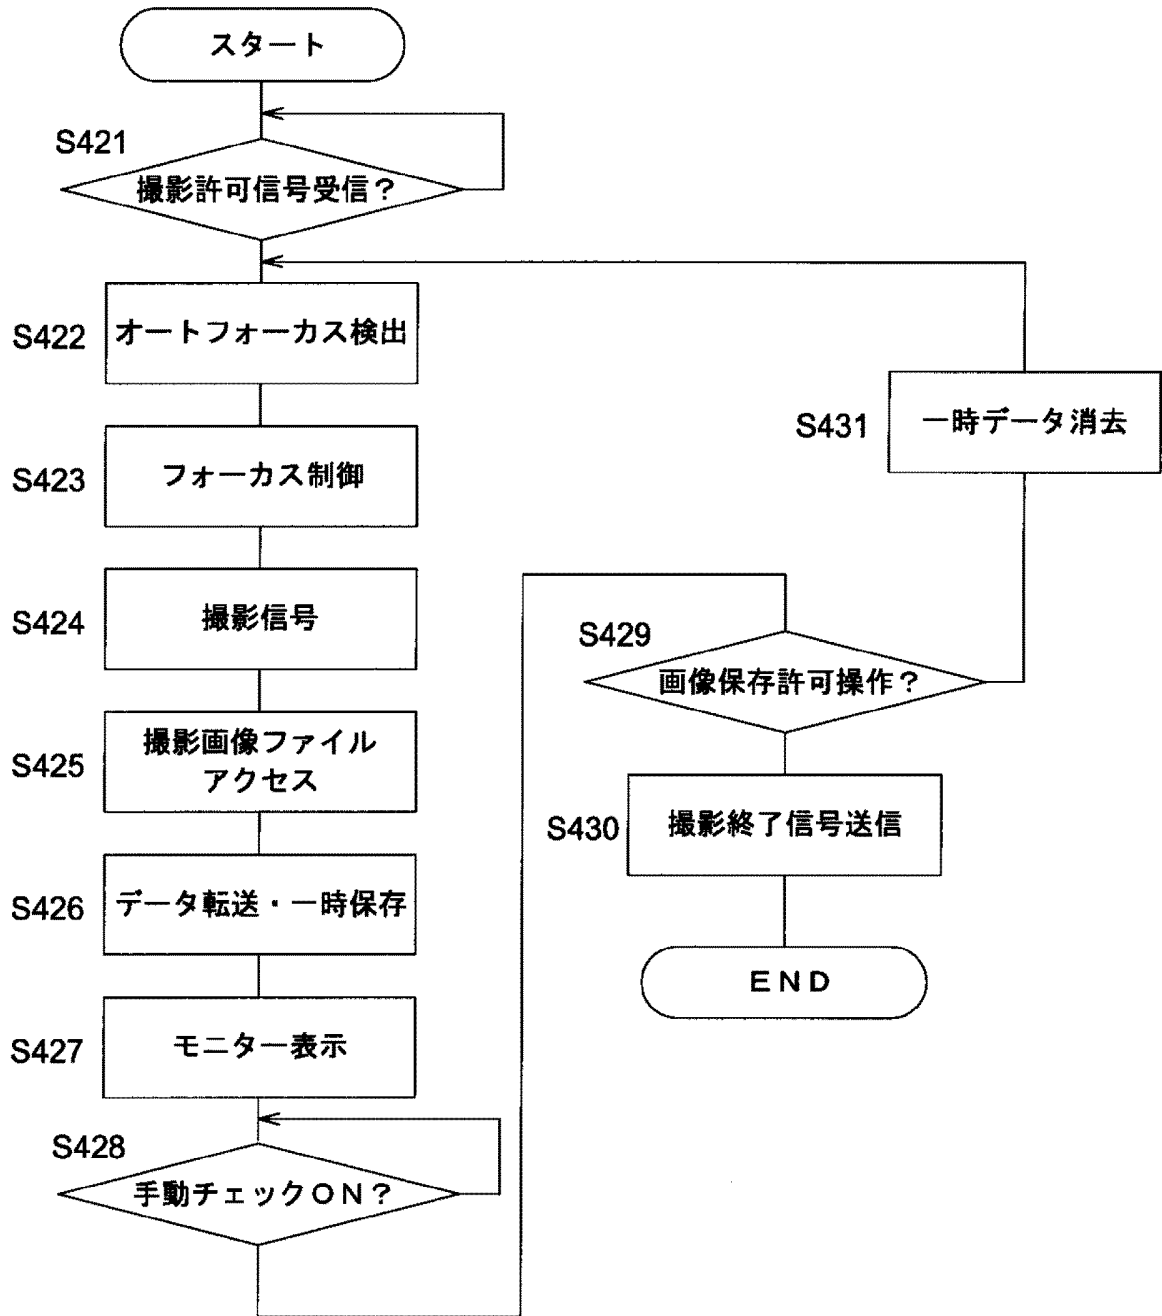 スタート
S421
撮影許可信号受信？
S422
オートフォーカス検出
S423
フォーカス制御
S424
撮影信号
S425
撮影画像ファイル
アクセス
S426
データ転送・一時保存
S427
モニター表示
S428
手動チェックＯＮ？
S429
画像保存許可操作？
S430
撮影終了信号送信
ＥＮＤ
S431
一時データ消去